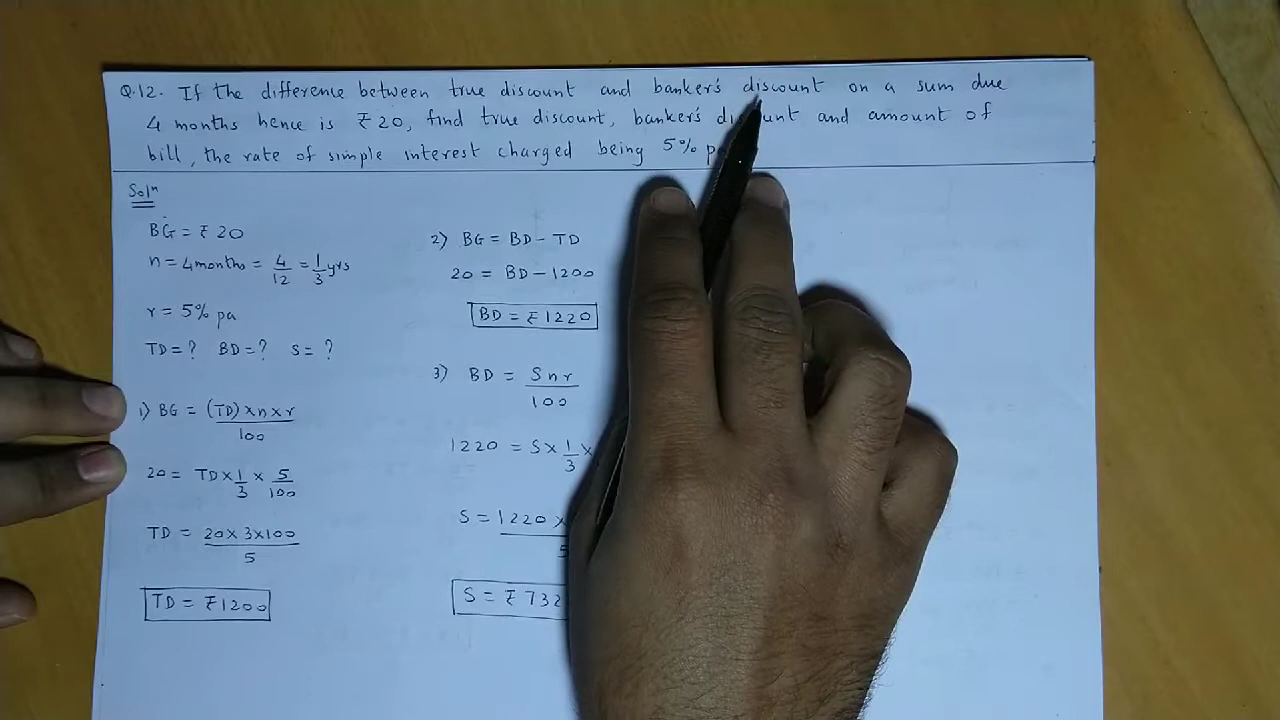 Q.12. If the difference between true discount and banker's discount on a sum due
4 months hence is ₹ 20, find true discount, banker's and amount of
bill, the rate of simple interest charged being 5%
Solⁿ
BG = ₹ 20
n = 4 months = 4/12 = 1/3 yrs
r = 5% pa
TD = ? BD = ? S = ?
1) BG = (TD) × n × r / 100
20 = TD × 1/3 × 5/100
TD = 20 × 3 × 100 / 5
TD = ₹ 1200
2) BG = BD - TD
20 = BD - 1200
BD = ₹ 1220
3) BD = S n r / 100
1220 = S × 1/3 ×
S = 1220 ×
S = ₹ 732